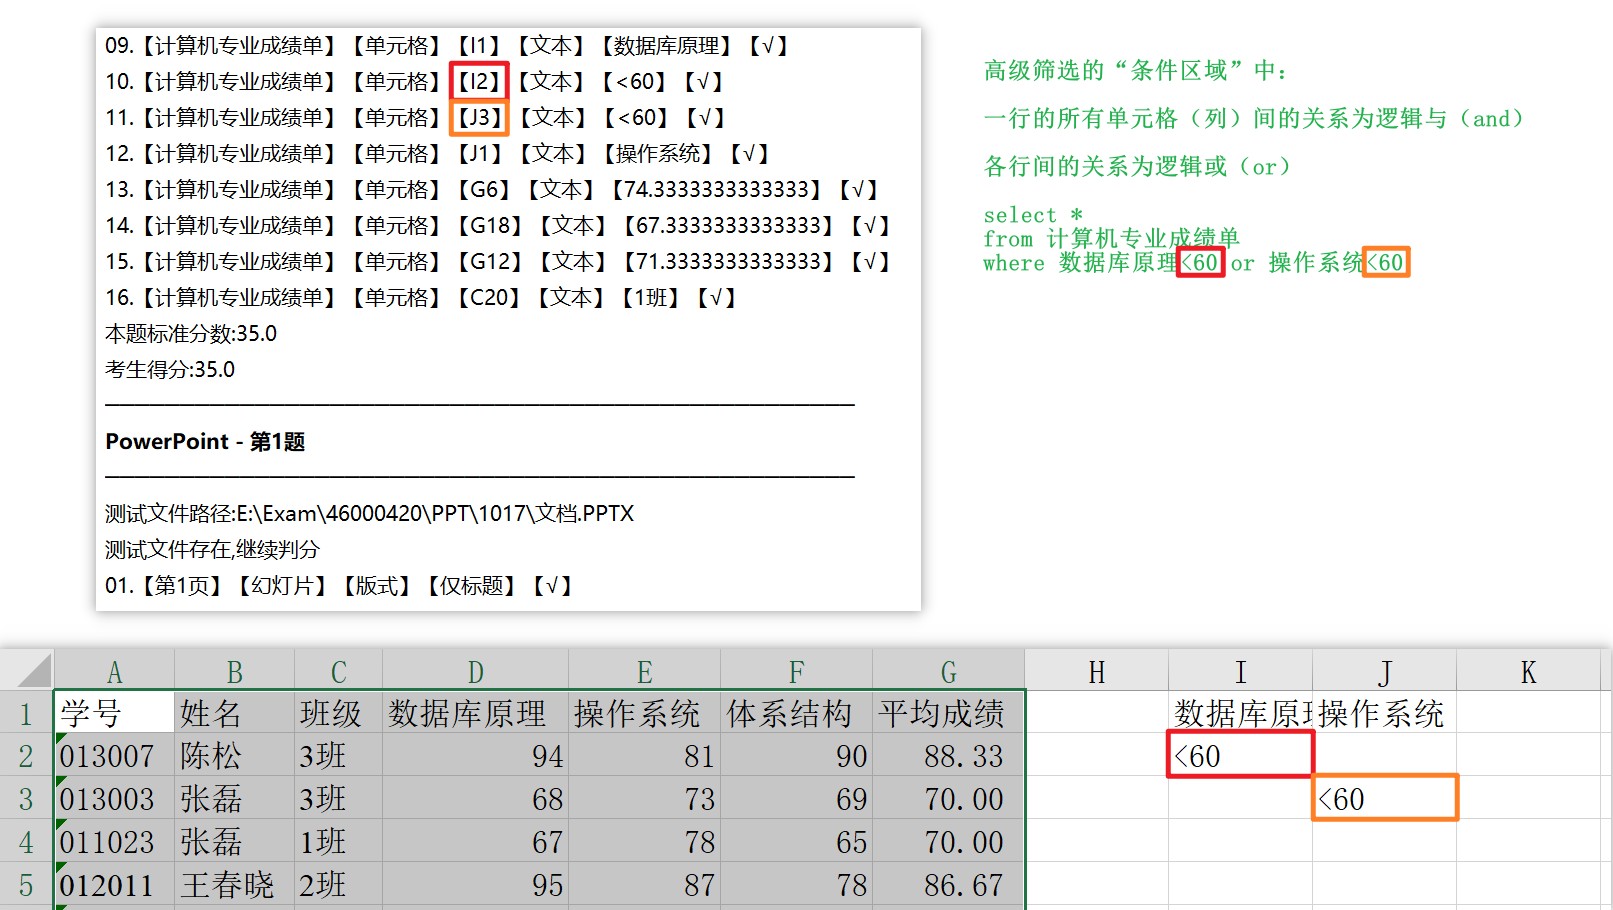 09.【计算机专业成绩单】【单元格】【I1】【文本】【数据库原理】【√】
10.【计算机专业成绩单】【单元格】【I2】【文本】【<60】【√】
11.【计算机专业成绩单】【单元格】【J3】【文本】【<60】【√】
12.【计算机专业成绩单】【单元格】【J1】【文本】【操作系统】【√】
13.【计算机专业成绩单】【单元格】【G6】【文本】【74.3333333333333】【√】
14.【计算机专业成绩单】【单元格】【G18】【文本】【67.3333333333333】【√】
15.【计算机专业成绩单】【单元格】【G12】【文本】【71.3333333333333】【√】
16.【计算机专业成绩单】【单元格】【C20】【文本】【1班】【√】
本题标准分数:35.0
考生得分:35.0
PowerPoint - 第1题
测试文件路径:E:\Exam\46000420\PPT\1017\文档.PPTX
测试文件存在,继续判分
01.【第1页】【幻灯片】【版式】【仅标题】【√】
高级筛选的“条件区域”中：
一行的所有单元格（列）间的关系为逻辑与（and）
各行间的关系为逻辑或（or）
select *
from 计算机专业成绩单
where 数据库原理<60 or 操作系统<60
A B C D E F G H I J K
1 学号 姓名 班级 数据库原理 操作系统 体系结构 平均成绩 数据库原 操作系统
2 013007 陈松 3班 94 81 90 88.33 <60
3 013003 张磊 3班 68 73 69 70.00 <60
4 011023 张磊 1班 67 78 65 70.00
5 012011 王春晓 2班 95 87 78 86.67